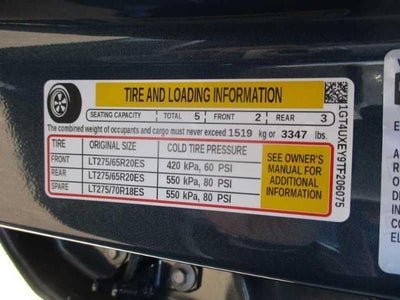 TIRE AND LOADING INFORMATION
SEATING CAPACITY TOTAL 5 FRONT 2 REAR 3
The combined weight of occupants and cargo must never exceed 1519 kg or 3347 lbs.
TIRE ORIGINAL SIZE COLD TIRE PRESSURE
FRONT LT275/65R20ES 420 kPa, 60 PSI
REAR LT275/65R20ES 550 kPa, 80 PSI
SPARE LT275/70R18ES 550 kPa, 80 PSI
SEE OWNER'S
MANUAL FOR
ADDITIONAL
INFORMATION
1GT4UXEY9TF206075